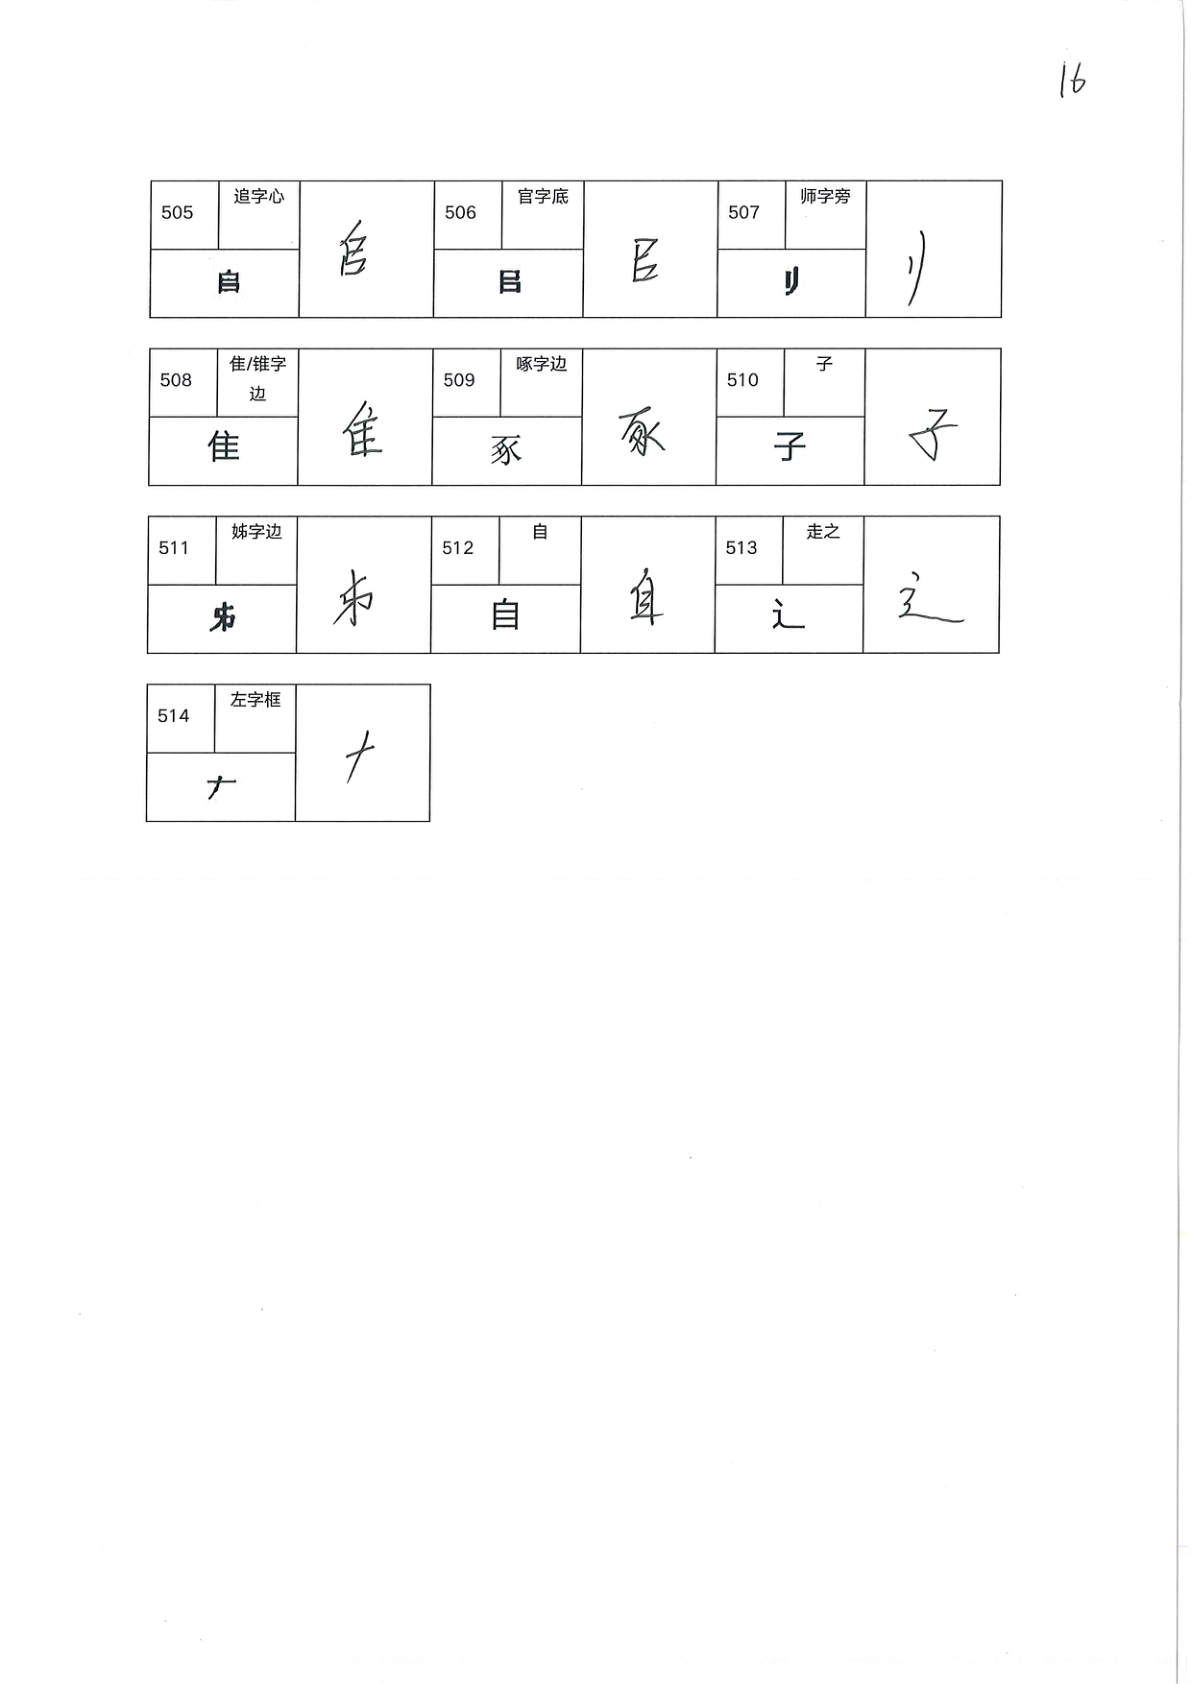 16
505 追字心 𠂤 𠂤
506 官字底 㠯 㠯
507 师字旁 〢 〢
508 隹/锥字边 隹 隹
509 啄字边 豖 豖
510 子 子 子
511 姊字边 𠂔 𠂔
512 自 自 自
513 走之 辶 辶
514 左字框 𠂇 𠂇